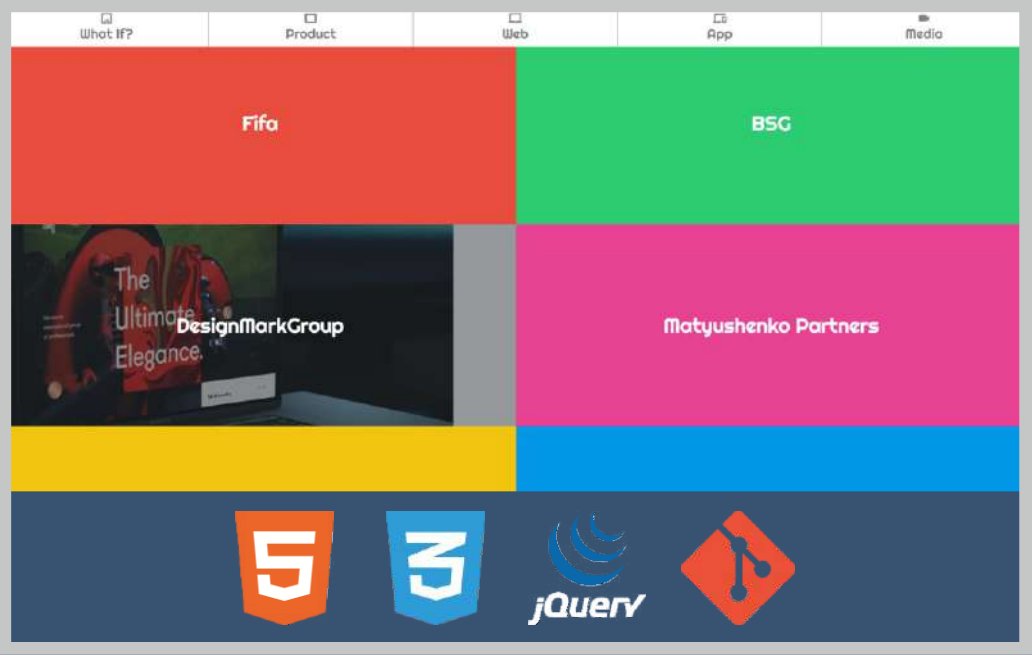 What If?
Product
Web
App
Media
Fifa
BSG
The
Ultimate
Elegance.
DesignMarkGroup
Matyushenko Partners
5
3
jQuery